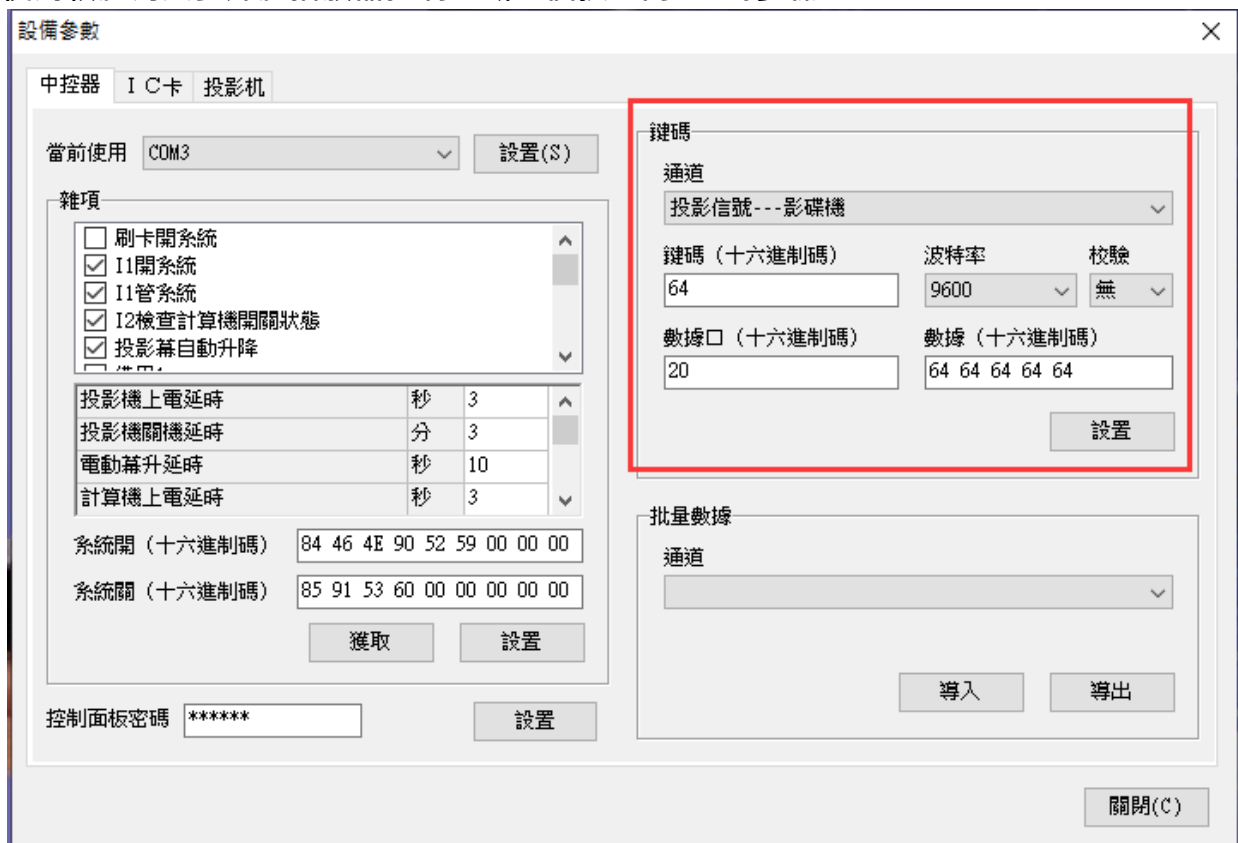 設備參數
中控器 ＩＣ卡 投影机
當前使用 COM3 設置(S)
雜項
刷卡開系統
I1開系統
I1管系統
I2檢查計算機開關狀態
投影幕自動升降
投影機上電延時 秒 3
投影機關機延時 分 3
電動幕升延時 秒 10
計算機上電延時 秒 3
系統開（十六進制碼） 84 46 4E 90 52 59 00 00 00
系統關（十六進制碼） 85 91 53 60 00 00 00 00 00
獲取 設置
控制面板密碼 ****** 設置
鍵碼
通道
投影信號---影碟機
鍵碼（十六進制碼） 波特率 校驗
64 9600 無
數據口（十六進制碼） 數據（十六進制碼）
20 64 64 64 64 64
設置
批量數據
通道
導入 導出
關閉(C)